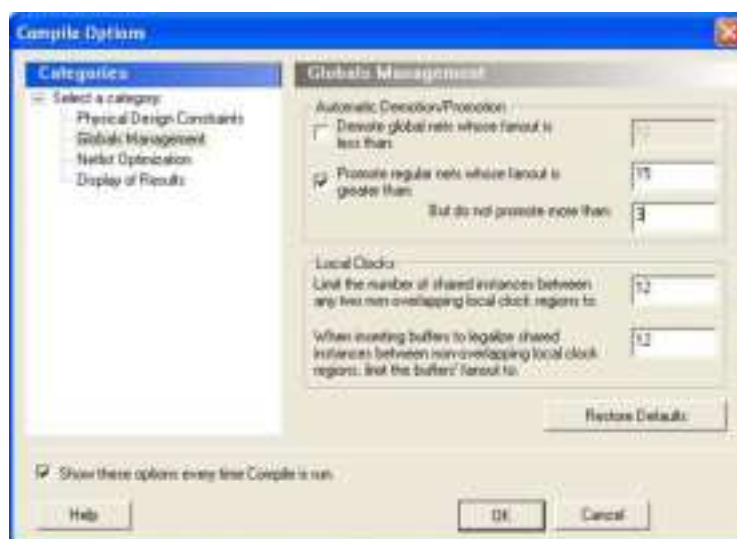 Compile Options
Categories
Select a category:
Physical Design Constraints
Globals Management
Netlist Optimization
Display of Results
Globals Management
Automatic Demotion/Promotion
Demote global nets whose fanout is
less than:
Promote regular nets whose fanout is
greater than:
15
But do not promote more than:
3
Local Clocks
Limit the number of shared instances between
any two non-overlapping local clock regions to:
12
When inserting buffers to legalize shared
instances between non-overlapping local clock
regions, limit the buffers' fanout to:
12
Restore Defaults
Show these options every time Compile is run
Help
OK
Cancel